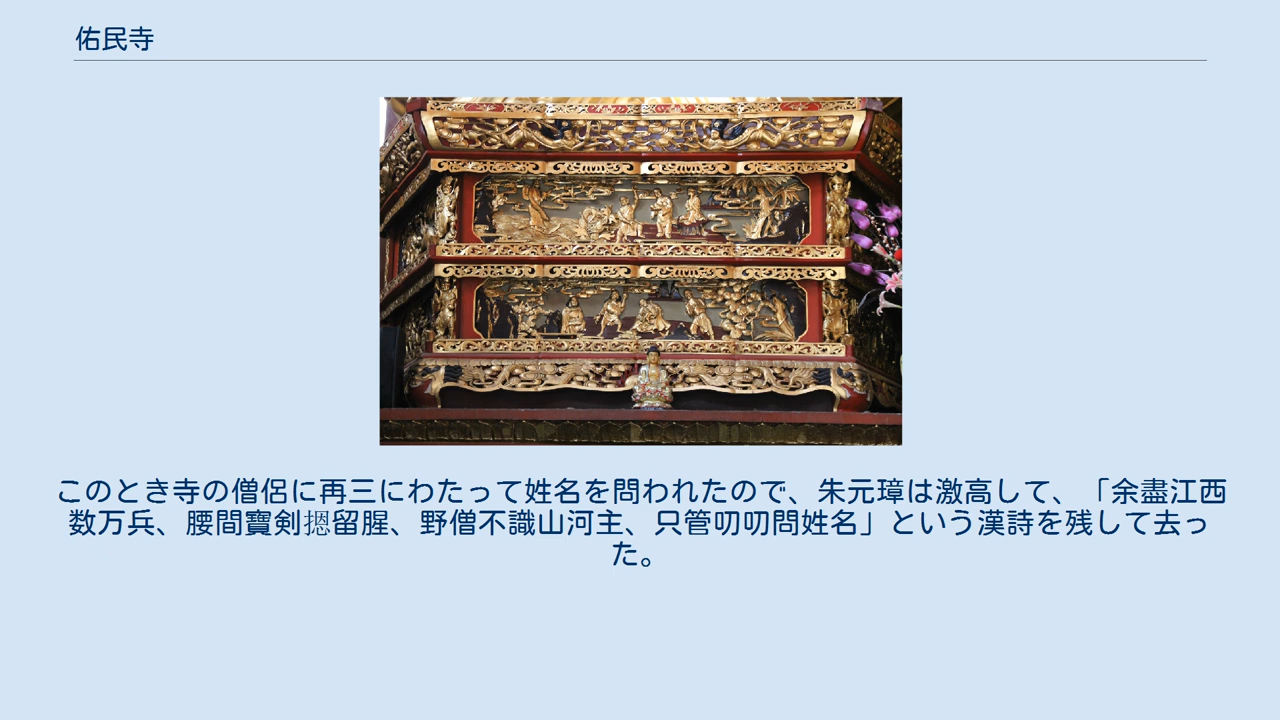 佑民寺
このとき寺の僧侶に再三にわたって姓名を問われたので、朱元璋は激高して、「余盡江西
数万兵、腰間寶剣摁留腥、野僧不識山河主、只管叨叨問姓名」という漢詩を残して去っ
た。